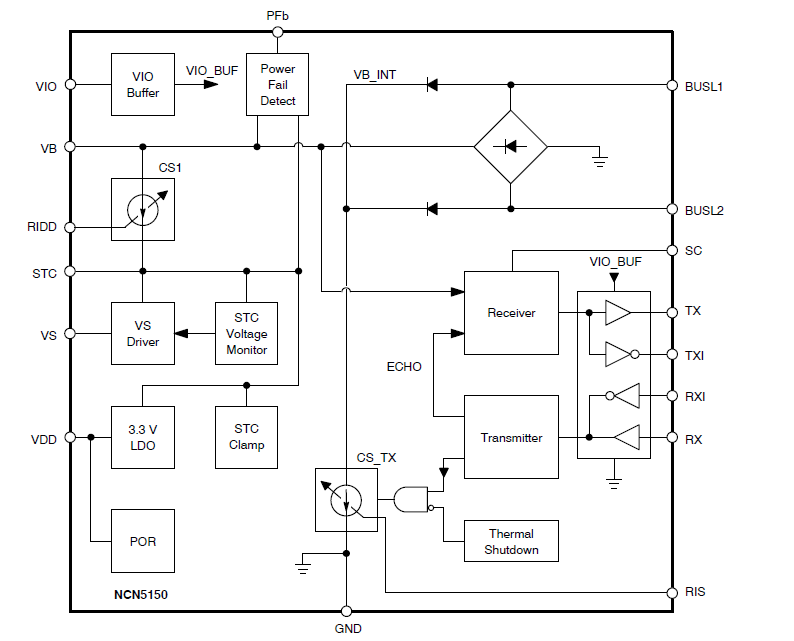 PFb
VIO
VIO
Buffer
VIO_BUF
Power
Fail
Detect
VB_INT
BUSL1
VB
CS1
RIDD
BUSL2
STC
SC
VIO_BUF
VS
VS
Driver
STC
Voltage
Monitor
Receiver
TX
TXI
ECHO
RXI
VDD
3.3 V
LDO
STC
Clamp
Transmitter
RX
CS_TX
POR
Thermal
Shutdown
NCN5150
RIS
GND